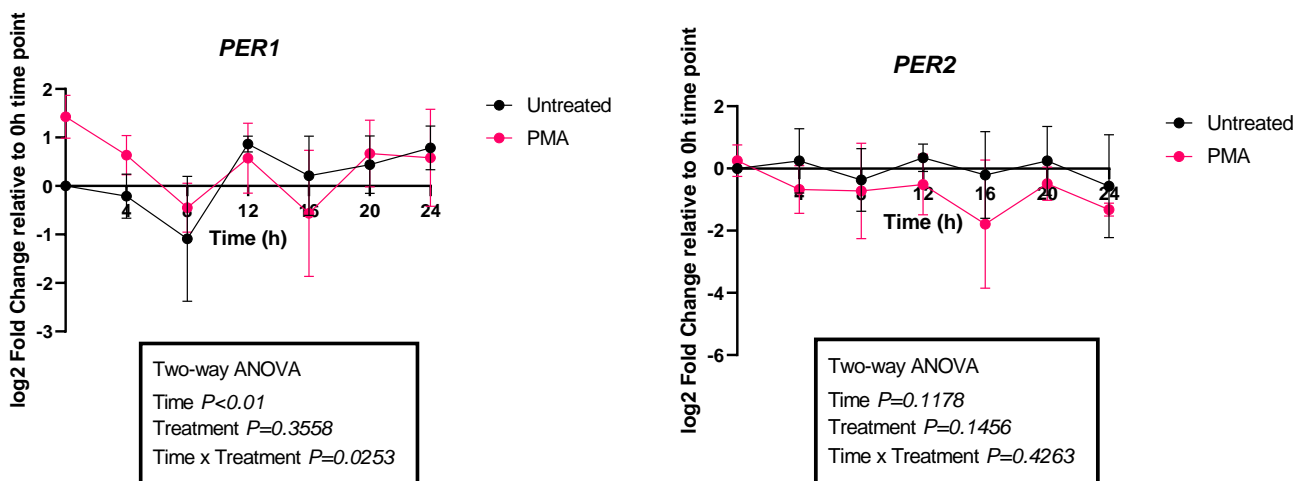 PER1
log2 Fold Change relative to 0h time point
2
1
0
-1
-2
-3
4
8
12
16
20
24
Time (h)
Untreated
PMA
Two-way ANOVA
Time P<0.01
Treatment P=0.3558
Time x Treatment P=0.0253
PER2
log2 Fold Change relative to 0h time point
2
0
-2
-4
-6
4
8
12
16
20
24
Time (h)
Untreated
PMA
Two-way ANOVA
Time P=0.1178
Treatment P=0.1456
Time x Treatment P=0.4263